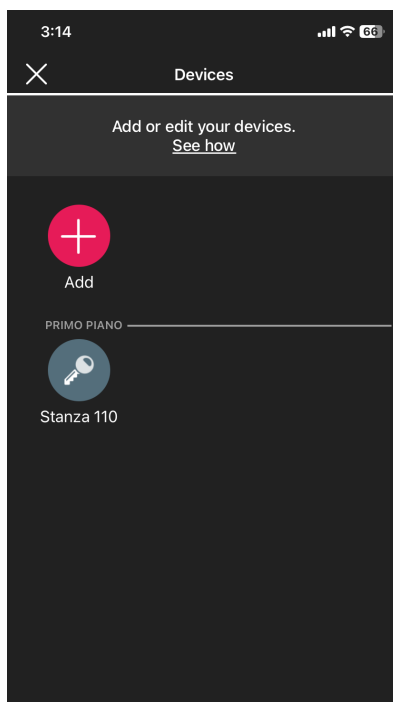 3:14
66
Devices
Add or edit your devices.
See how
Add
PRIMO PIANO
Stanza 110